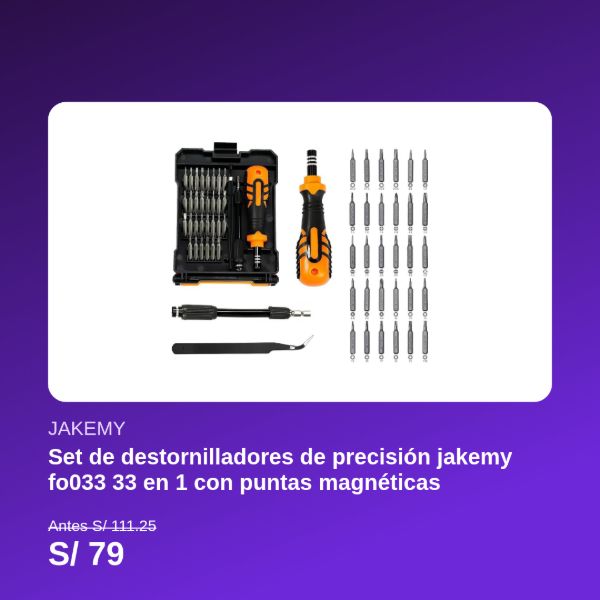 JAKEMY
Set de destornilladores de precisión jakemy
fo033 33 en 1 con puntas magnéticas
Antes S/ 111.25
S/ 79